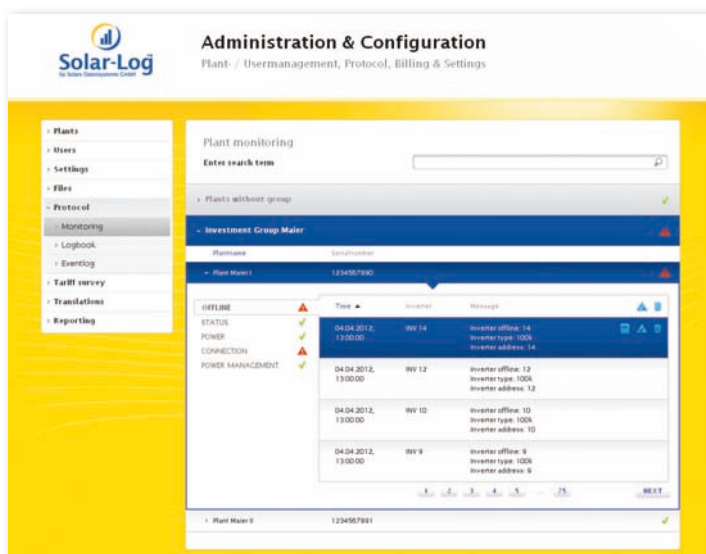 Solar-Log
by Solare Datensysteme GmbH
Administration & Configuration
Plant- / Usermanagement, Protocol, Billing & Settings
Plants
Users
Settings
Files
Protocol
Monitoring
Logbook
Eventlog
Tariff survey
Translations
Reporting
Plant monitoring
Enter search term
Plants without group
Investment Group Maier
Plantname Serialnumber
Plant Maier I 1234567890
OFFLINE
STATUS
POWER
CONNECTION
POWER MANAGEMENT
Time Inverter Message
04.04.2012, INV 14 Inverter offline: 14
13:00:00 Inverter type: 100k
Inverter address: 14
04.04.2012, INV 12 Inverter offline: 12
13:00:00 Inverter type: 100k
Inverter address: 12
04.04.2012, INV 10 Inverter offline: 10
13:00:00 Inverter type: 100k
Inverter address: 10
04.04.2012, INV 9 Inverter offline: 9
13:00:00 Inverter type: 100k
Inverter address: 9
1 2 3 4 5 ... 75 NEXT
Plant Maier II 1234567891